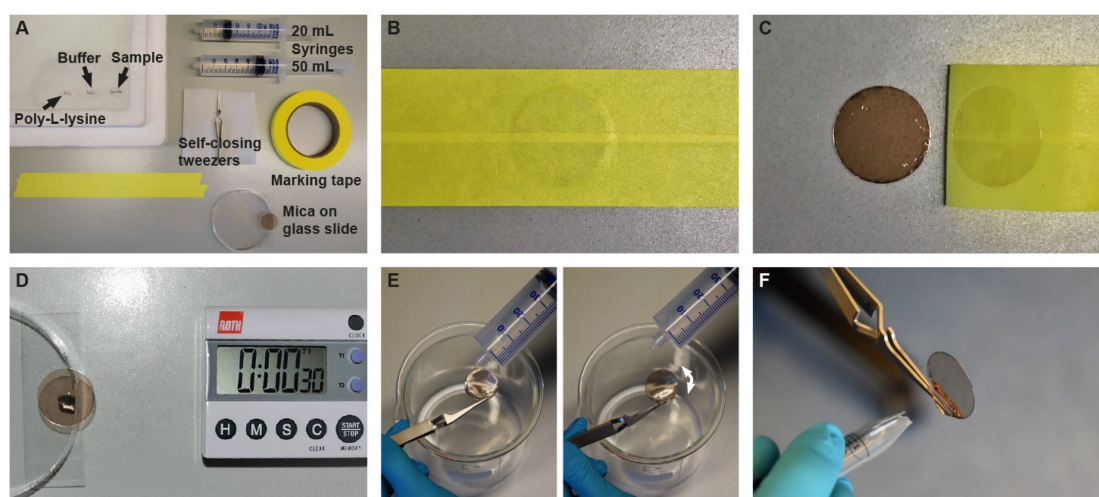 A
20 mL
Syringes
50 mL
Buffer
Sample
Poly-L-lysine
Self-closing
tweezers
Marking tape
Mica on
glass slide
B
C
D
ROTH
CLOCK
T1
0:00 30
T1
T2
H M S C START
STOP
CLEAR MEMORY
E
F